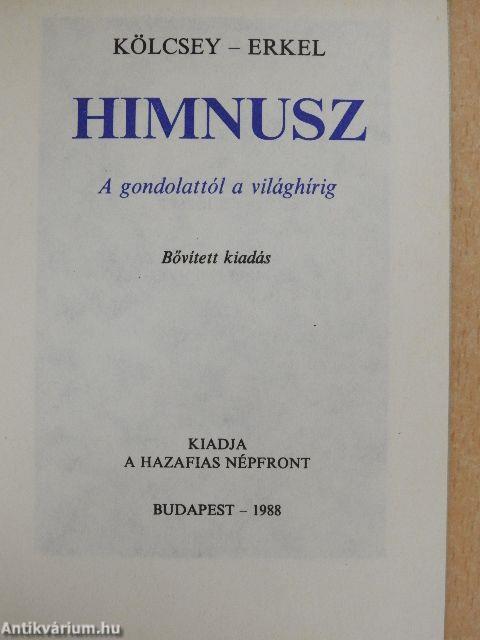 KÖLCSEY – ERKEL
HIMNUSZ
A gondolattól a világhírig
Bővített kiadás
KIADJA
A HAZAFIAS NÉPFRONT
BUDAPEST – 1988
Antikvárium.hu